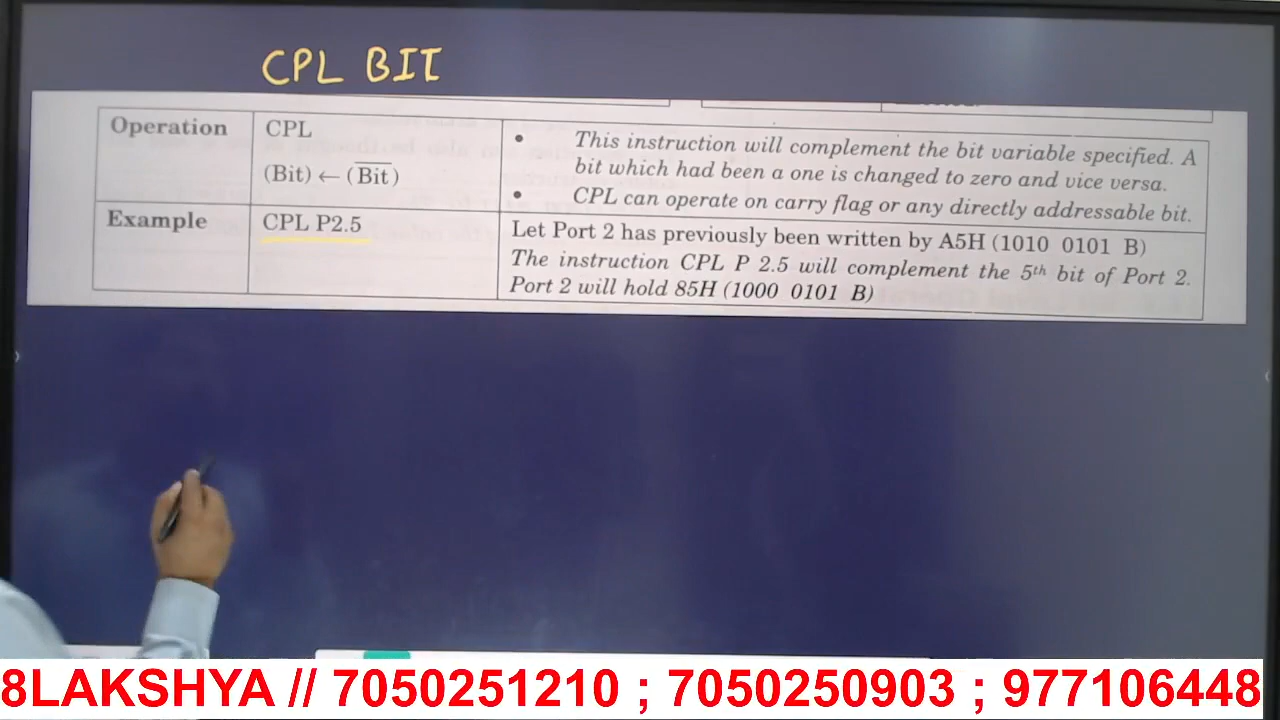 CPL BIT
Operation
CPL
(Bit) ← (B̅i̅t̅)
• This instruction will complement the bit variable specified. A
bit which had been a one is changed to zero and vice versa.
• CPL can operate on carry flag or any directly addressable bit.
Example
CPL P2.5
Let Port 2 has previously been written by A5H (1010 0101 B)
The instruction CPL P 2.5 will complement the 5th bit of Port 2.
Port 2 will hold 85H (1000 0101 B)
8LAKSHYA // 7050251210 ; 7050250903 ; 977106448